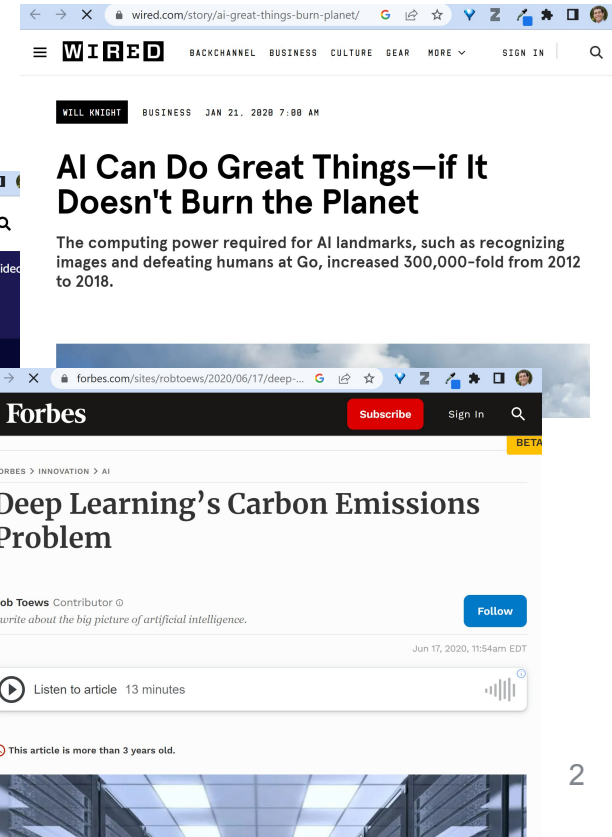 wired.com/story/ai-great-things-burn-planet/
WIRED BACKCHANNEL BUSINESS CULTURE GEAR MORE SIGN IN
WILL KNIGHT BUSINESS JAN 21, 2020 7:00 AM
AI Can Do Great Things—if It
Doesn't Burn the Planet
The computing power required for AI landmarks, such as recognizing
images and defeating humans at Go, increased 300,000-fold from 2012
to 2018.
forbes.com/sites/robtoews/2020/06/17/deep-...
Forbes Subscribe Sign In
BETA
ORBES > INNOVATION > AI
Deep Learning's Carbon Emissions
Problem
ob Toews Contributor
write about the big picture of artificial intelligence.
Follow
Jun 17, 2020, 11:54am EDT
Listen to article 13 minutes
This article is more than 3 years old.
2